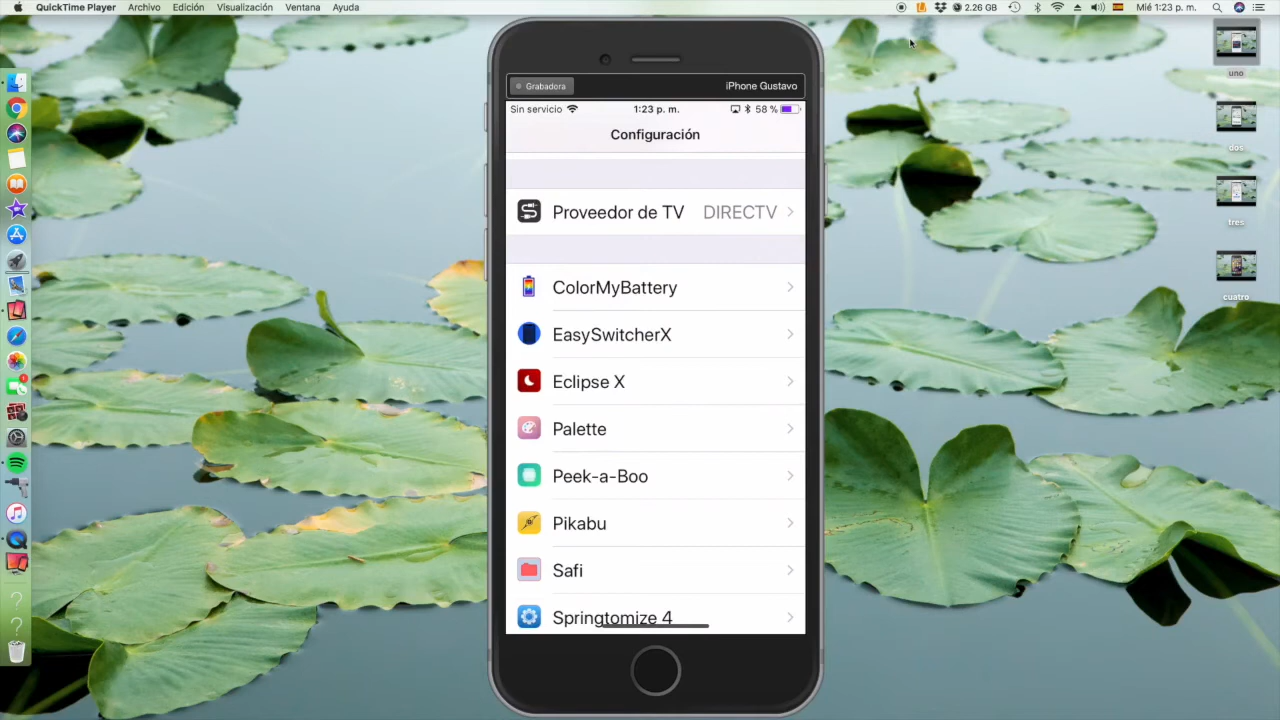 QuickTime Player Archivo Edición Visualización Ventana Ayuda
2.26 GB Mié 1:23 p. m.
uno
dos
tres
cuatro
Grabadora iPhone Gustavo
Sin servicio 1:23 p. m. 58 %
Configuración
Proveedor de TV DIRECTV
ColorMyBattery
EasySwitcherX
Eclipse X
Palette
Peek-a-Boo
Pikabu
Safi
Springtomize 4